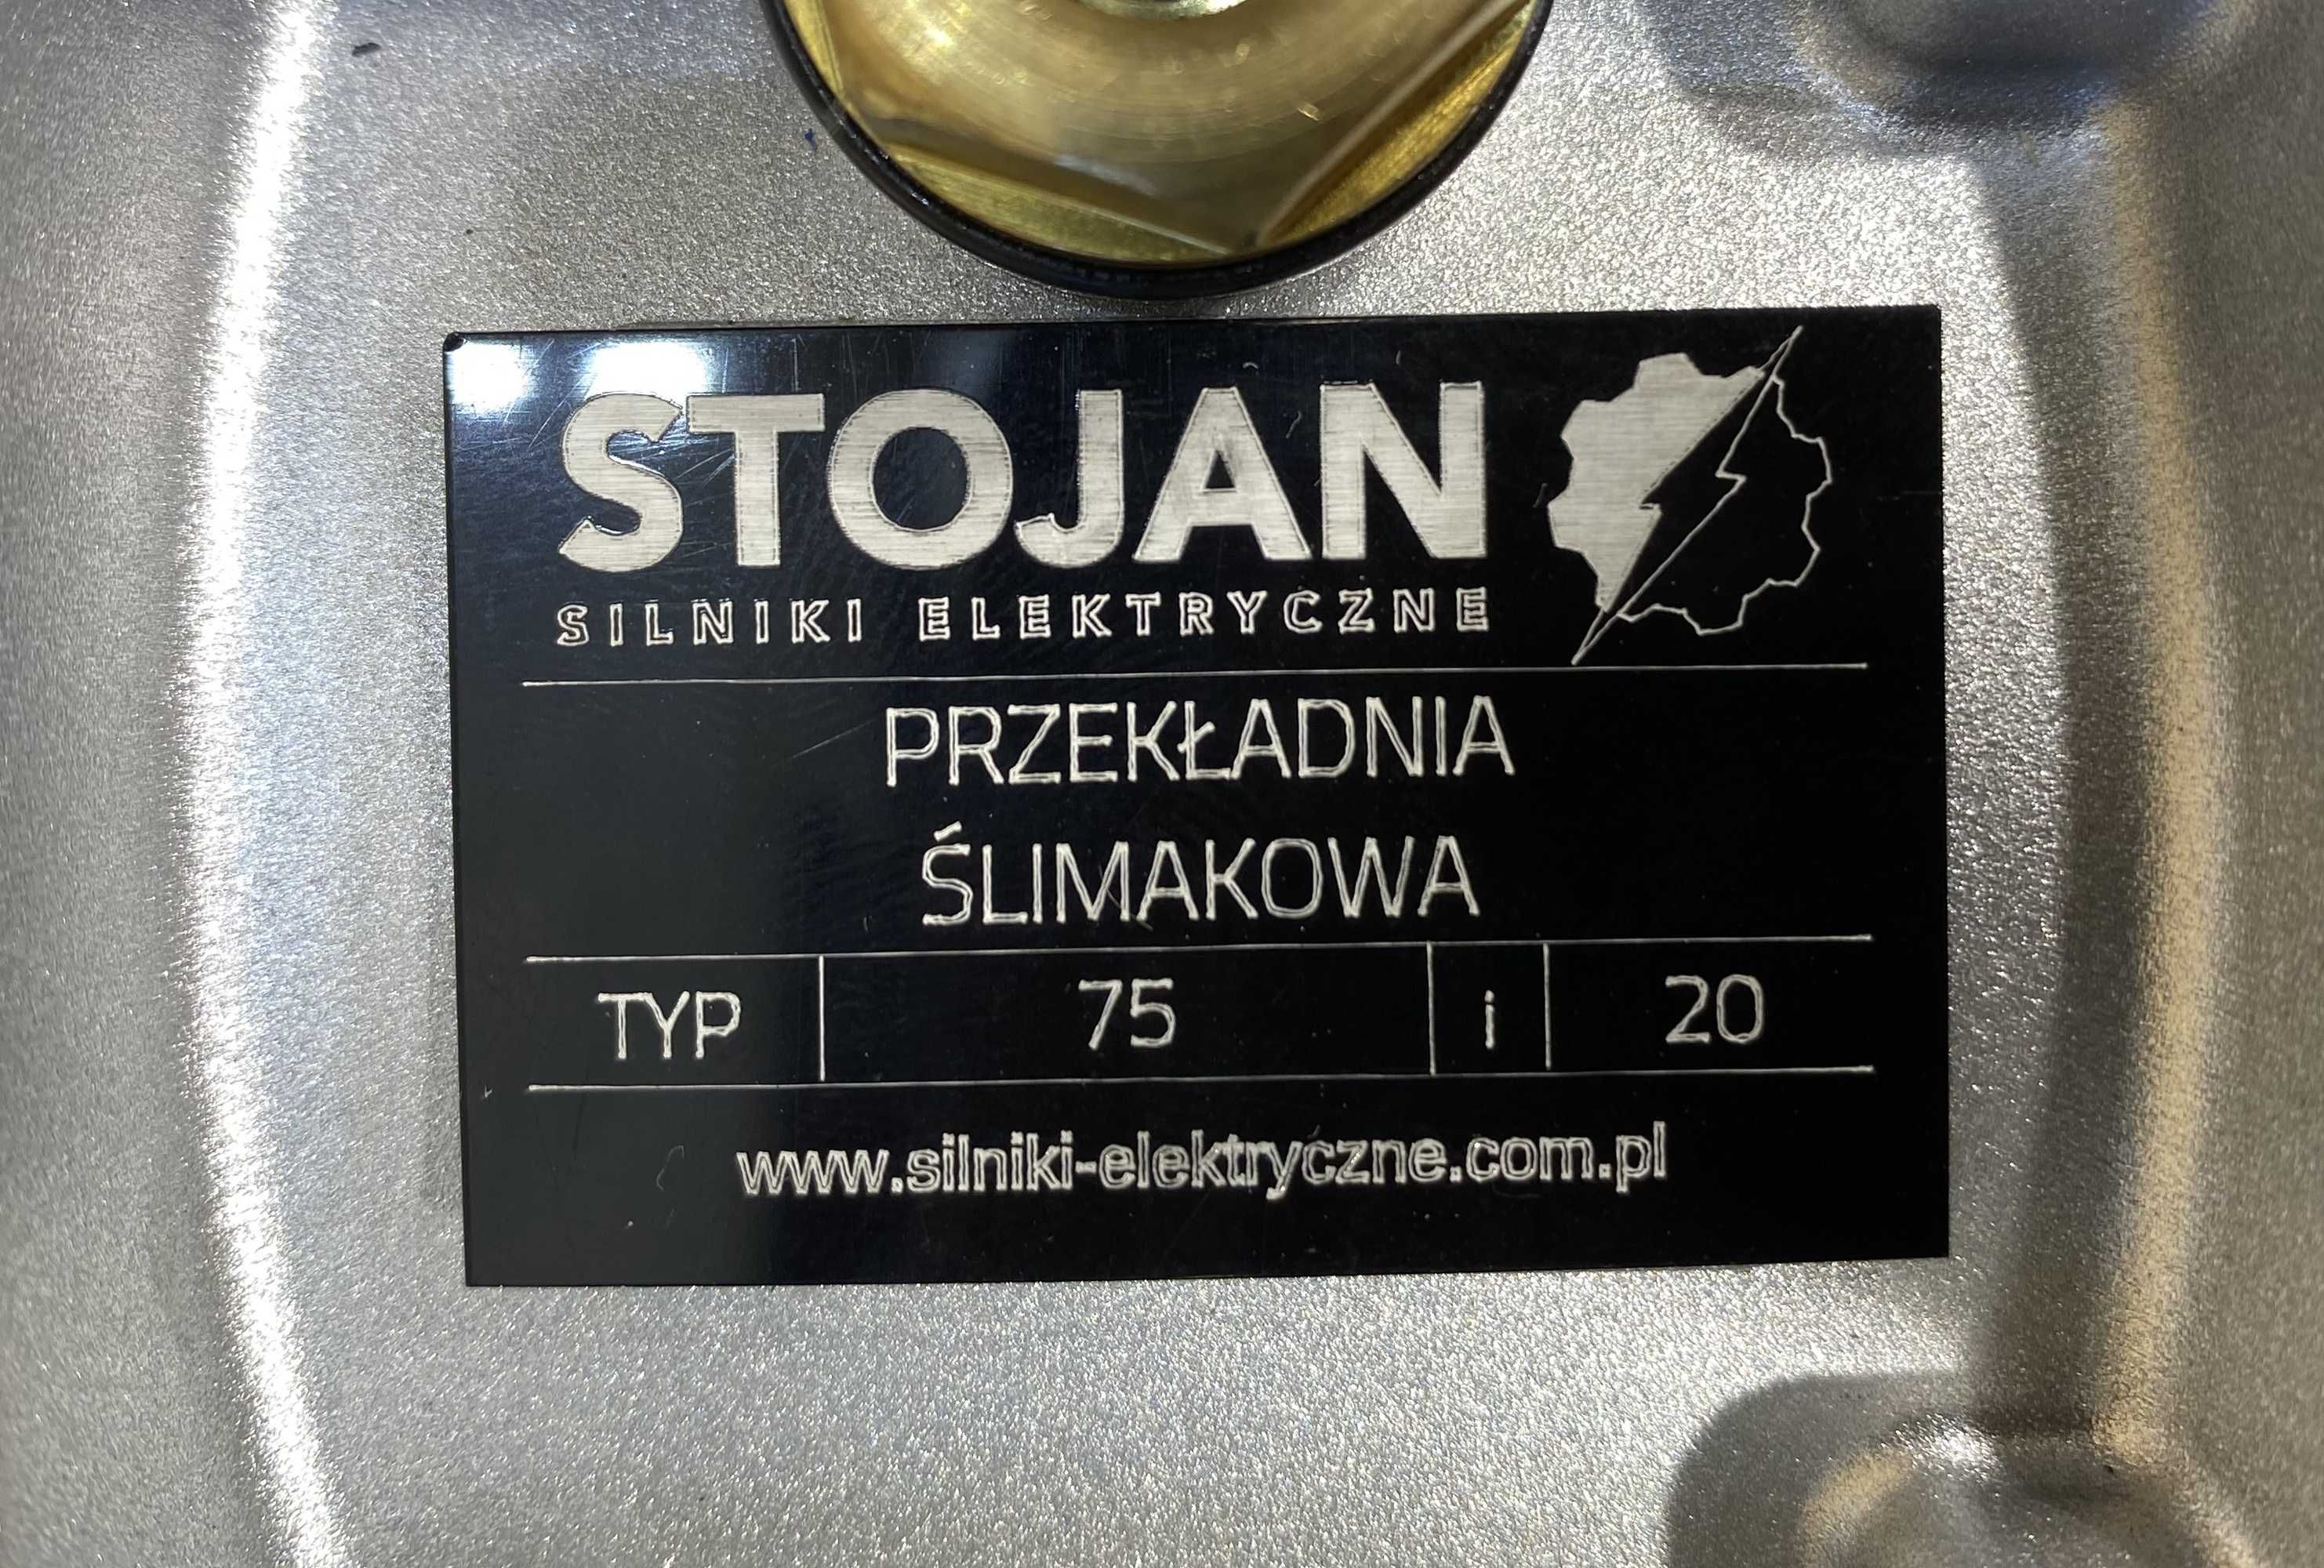 STOJAN
SILNIKI ELEKTRYCZNE
PRZEKŁADNIA
ŚLIMAKOWA
TYP 75 i 20
www.silniki-elektryczne.com.pl